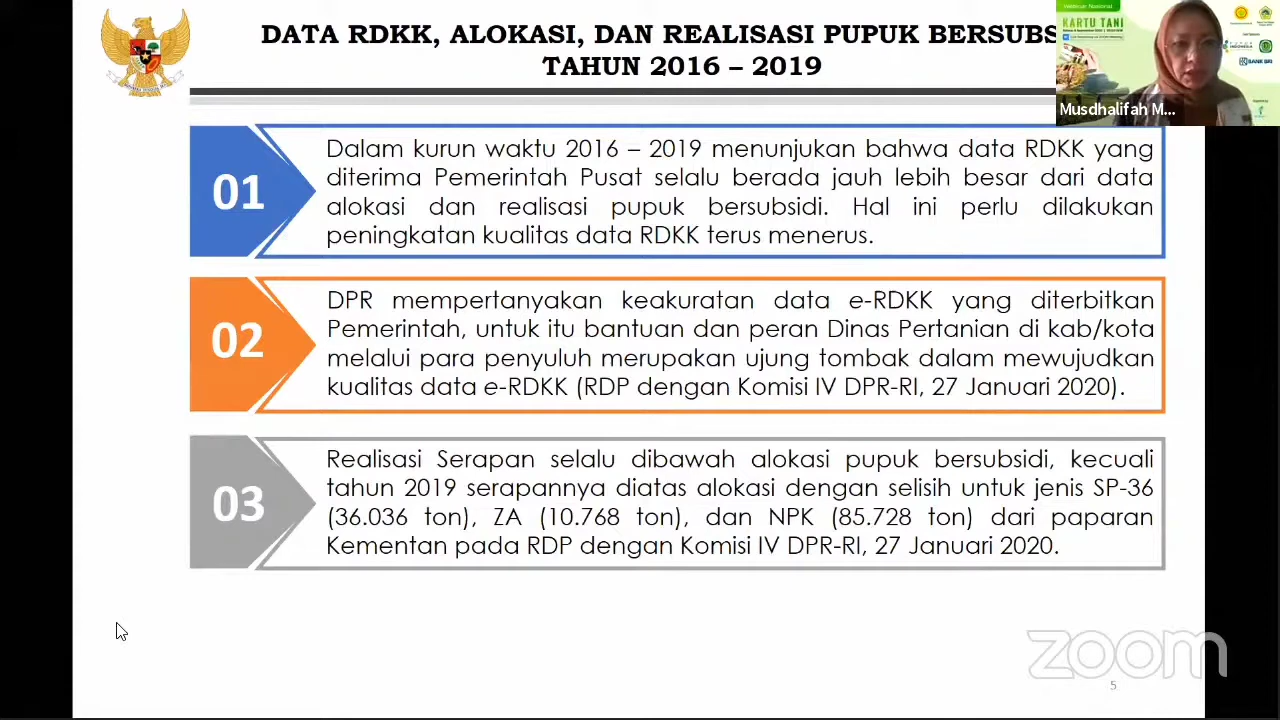 DATA RDKK, ALOKASI, DAN REALISASI PUPUK BERSUBS
TAHUN 2016 – 2019
Webinar Nasional
KARTU TANI
INDONESIA
BANK BRI
Musdhalifah M...
01
Dalam kurun waktu 2016 – 2019 menunjukan bahwa data RDKK yang
diterima Pemerintah Pusat selalu berada jauh lebih besar dari data
alokasi dan realisasi pupuk bersubsidi. Hal ini perlu dilakukan
peningkatan kualitas data RDKK terus menerus.
02
DPR mempertanyakan keakuratan data e-RDKK yang diterbitkan
Pemerintah, untuk itu bantuan dan peran Dinas Pertanian di kab/kota
melalui para penyuluh merupakan ujung tombak dalam mewujudkan
kualitas data e-RDKK (RDP dengan Komisi IV DPR-RI, 27 Januari 2020).
03
Realisasi Serapan selalu dibawah alokasi pupuk bersubsidi, kecuali
tahun 2019 serapannya diatas alokasi dengan selisih untuk jenis SP-36
(36.036 ton), ZA (10.768 ton), dan NPK (85.728 ton) dari paparan
Kementan pada RDP dengan Komisi IV DPR-RI, 27 Januari 2020.
zoom
5